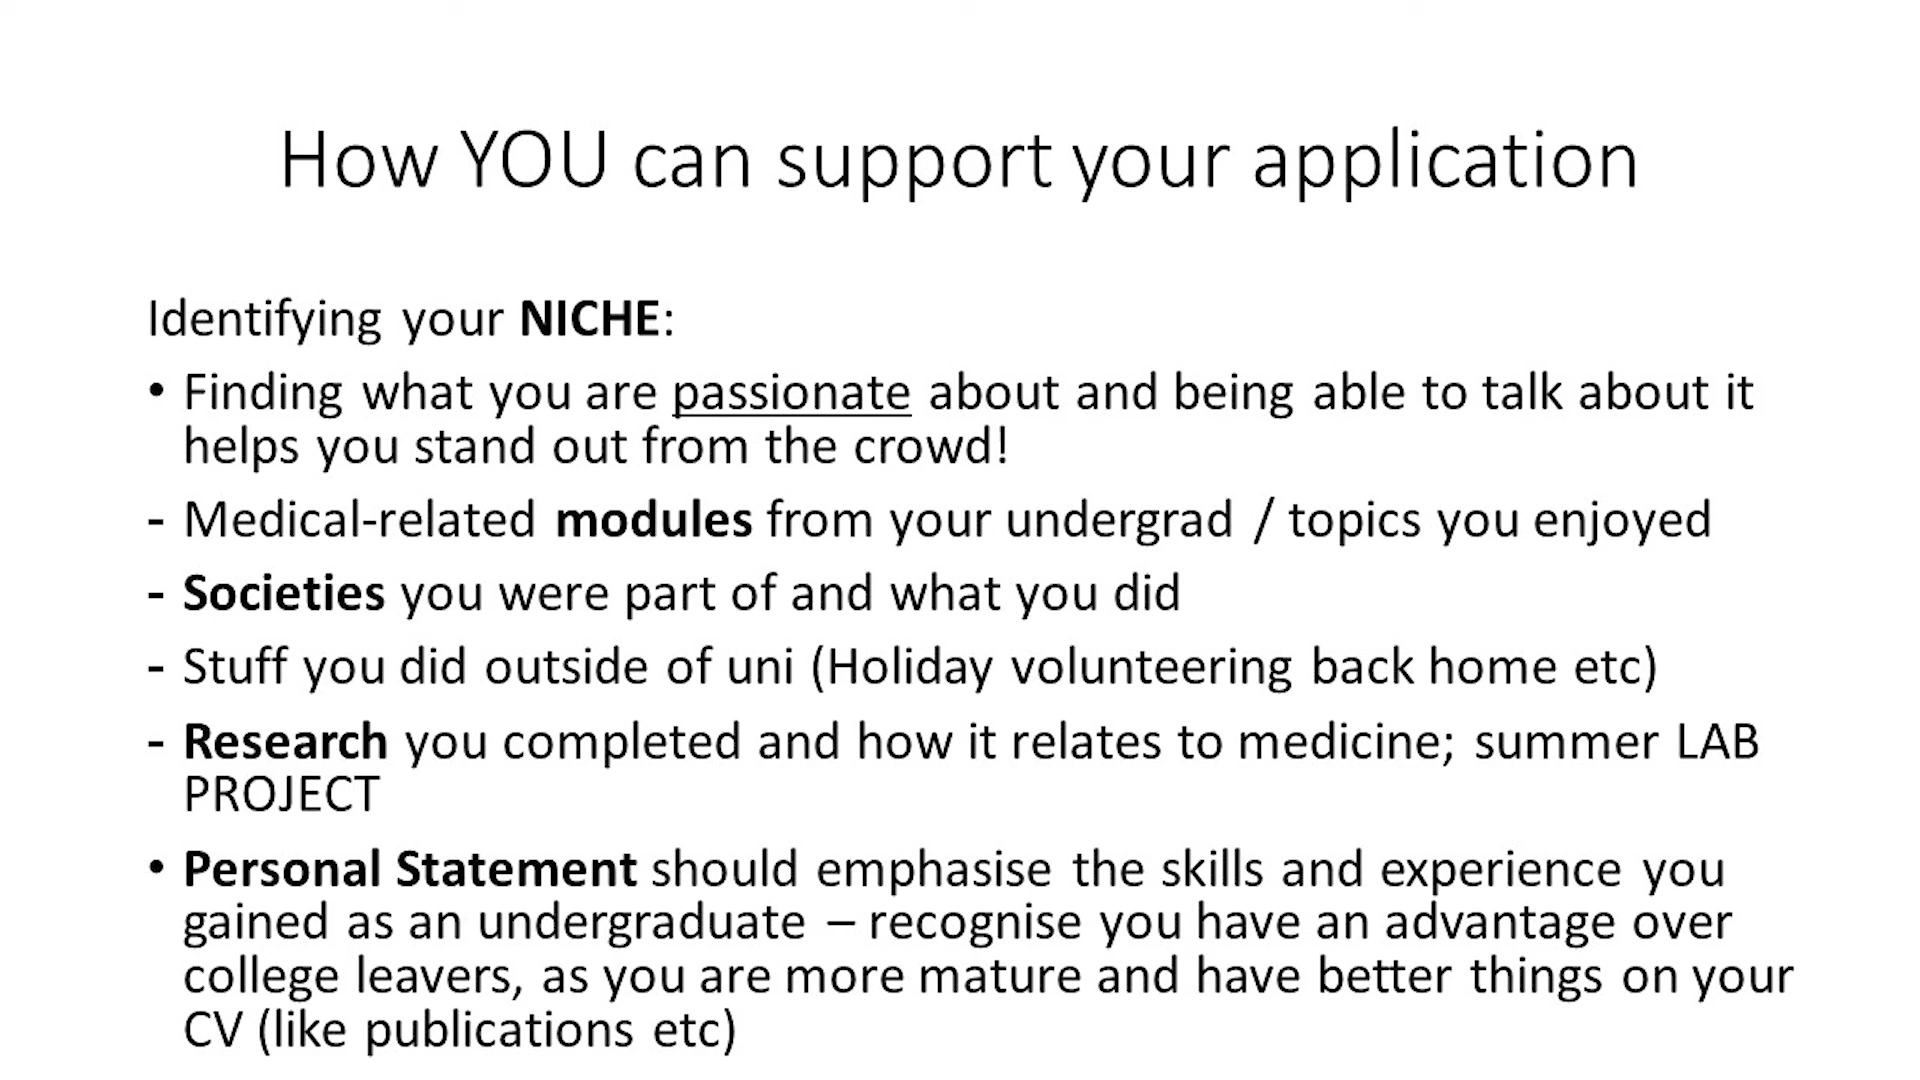 How YOU can support your application
Identifying your NICHE:
• Finding what you are passionate about and being able to talk about it
helps you stand out from the crowd!
- Medical-related modules from your undergrad / topics you enjoyed
- Societies you were part of and what you did
- Stuff you did outside of uni (Holiday volunteering back home etc)
- Research you completed and how it relates to medicine; summer LAB
PROJECT
• Personal Statement should emphasise the skills and experience you
gained as an undergraduate – recognise you have an advantage over
college leavers, as you are more mature and have better things on your
CV (like publications etc)